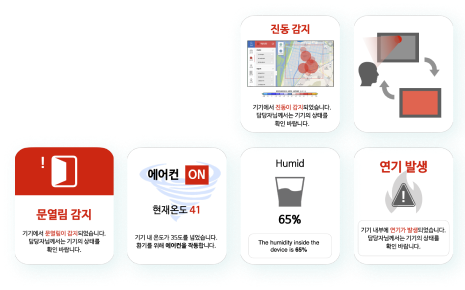 진동 감지
기기에서 진동이 감지되었습니다.
담당자님께서는 기기의 상태를
확인 바랍니다.
!
문열림 감지
기기에서 문열림이 감지되었습니다.
담당자님께서는 기기의 상태를
확인 바랍니다.
에어컨 ON
현재온도 41
기기 내 온도가 35도를 넘었습니다.
환기를 위해 에어컨을 작동합니다.
Humid
65%
The humidity inside the
device is 65%
연기 발생
기기 내부에 연기가 발생되었습니다.
담당자님께서는 기기의 상태를
확인 바랍니다.